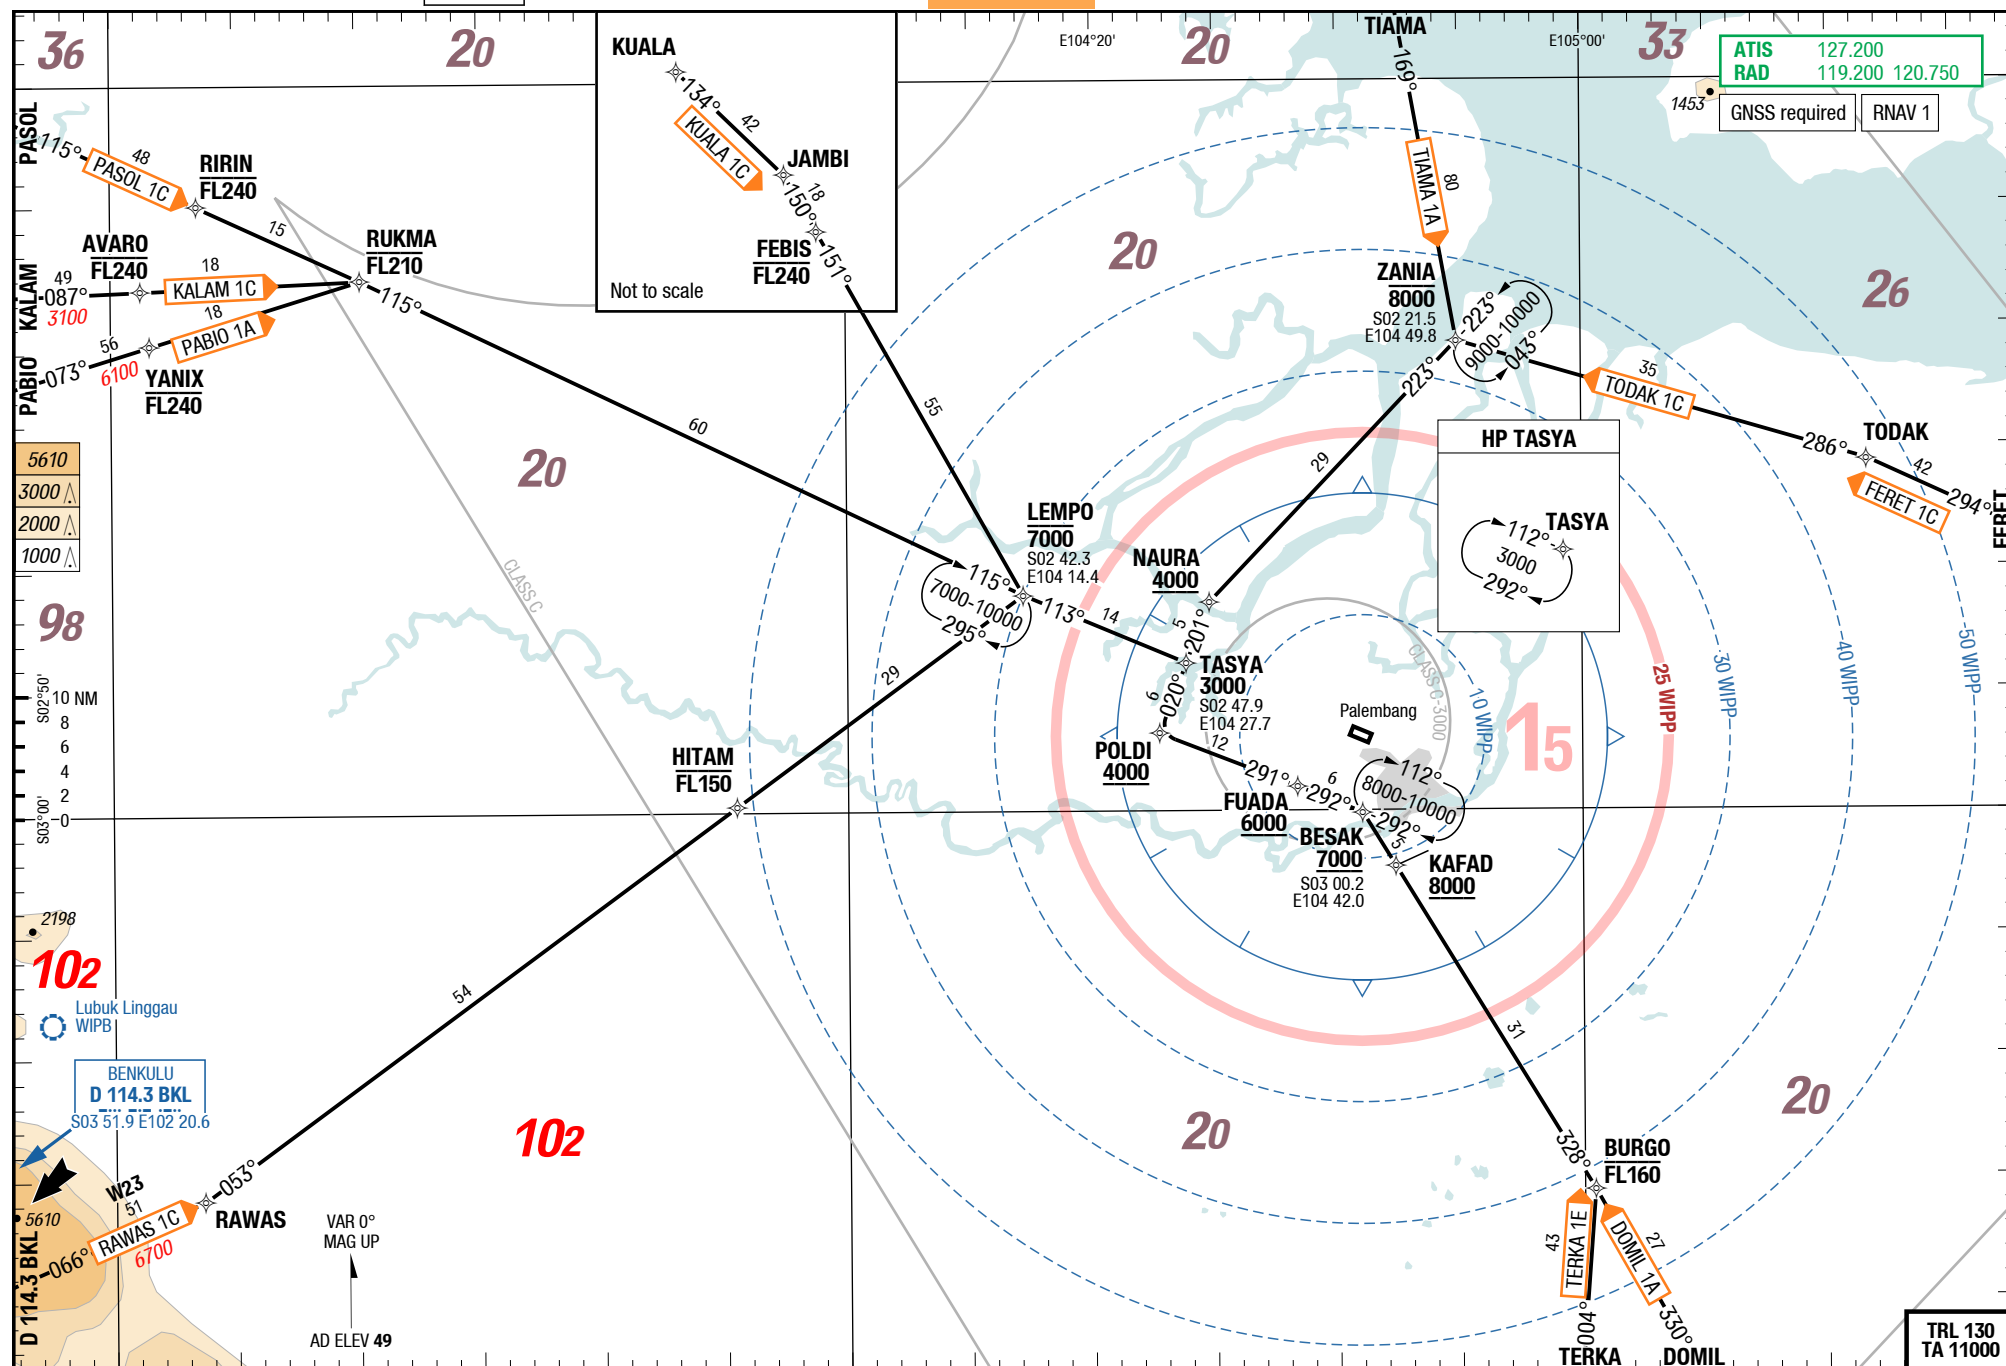 36
20
KUALA
134°
42
KUALA 1C
JAMBI
18
150°
FEBIS
FL240
151°
Not to scale
E104°20'
20
TIAMA
169°
E105°00'
33
ATIS 127.200
RAD 119.200 120.750
GNSS required
RNAV 1
1453
PASOL
115°
48
PASOL 1C
RIRIN
FL240
15
AVARO
FL240
RUKMA
FL210
KALAM
49
087°
3100
18
KALAM 1C
18
PABIO 1A
PABIO
56
073°
6100
YANIX
FL240
115°
60
55
20
TIAMA 1A
80
ZANIA
8000
S02 21.5
E104 49.8
223°
9000-10000
043°
223°
26
35
TODAK 1C
286°
TODAK
42
FERET 1C
294°
FERET
29
HP TASYA
TASYA
112°
3000
292°
5610
3000
2000
1000
20
CLASS C
98
LEMPO
7000
S02 42.3
E104 14.4
115°
7000-10000
295°
113°
14
NAURA
4000
5
201°
TASYA
3000
S02 47.9
E104 27.7
6
020°
POLDI
4000
12
291°
FUADA
6000
6
292°
BESAK
7000
S03 00.2
E104 42.0
112°
8000-10000
292°
5
KAFAD
8000
Palembang
CLASS C-3000
10 WIPP
15
25 WIPP
30 WIPP
40 WIPP
50 WIPP
S02°50'
10 NM
8
6
4
2
0
S03°00'
29
HITAM
FL150
54
2198
102
Lubuk Linggau
WIPB
BENKULU
D 114.3 BKL
S03 51.9 E102 20.6
102
W23
51
RAWAS 1C
6700
066°
5610
D 114.3 BKL
053°
RAWAS
VAR 0°
MAG UP
AD ELEV 49
31
20
20
328°
BURGO
FL160
43
TERKA 1E
004°
TERKA
27
DOMIL 1A
330°
DOMIL
TRL 130
TA 11000